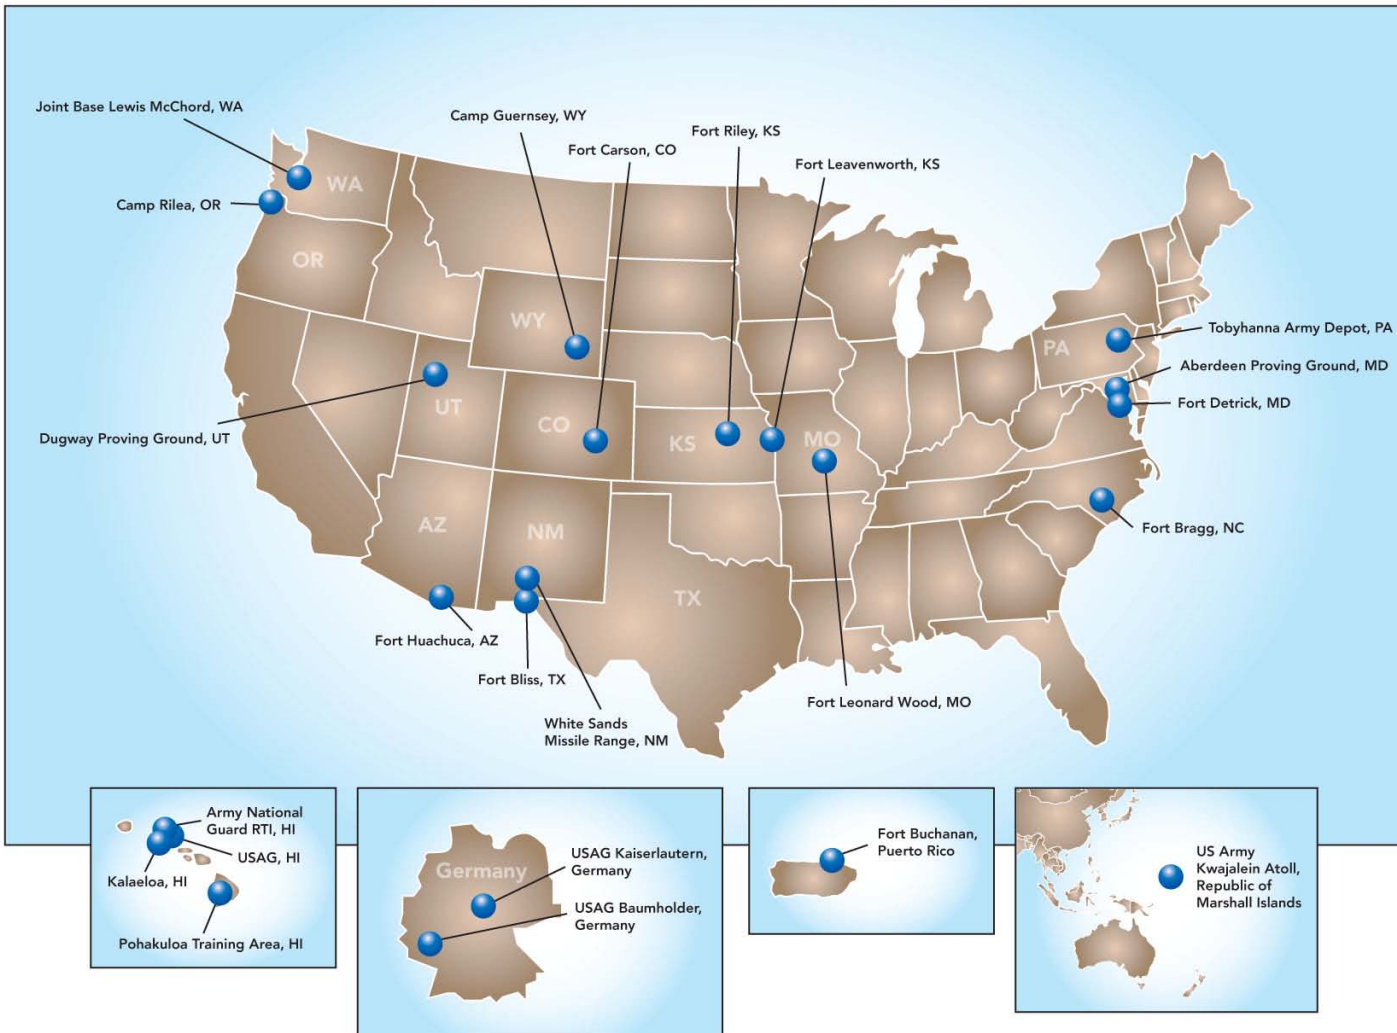 Joint Base Lewis McChord, WA
Camp Guernsey, WY
Fort Riley, KS
Fort Carson, CO
Fort Leavenworth, KS
Camp Rilea, OR
WA
OR
WY
PA
Tobyhanna Army Depot, PA
Aberdeen Proving Ground, MD
Fort Detrick, MD
UT
CO
KS
MO
Dugway Proving Ground, UT
AZ
NM
Fort Bragg, NC
TX
Fort Huachuca, AZ
Fort Bliss, TX
Fort Leonard Wood, MO
White Sands
Missile Range, NM
Army National
Guard RTI, HI
USAG, HI
Kalaeloa, HI
Pohakuloa Training Area, HI
Germany
USAG Kaiserlautern,
Germany
USAG Baumholder,
Germany
Fort Buchanan,
Puerto Rico
US Army
Kwajalein Atoll,
Republic of
Marshall Islands